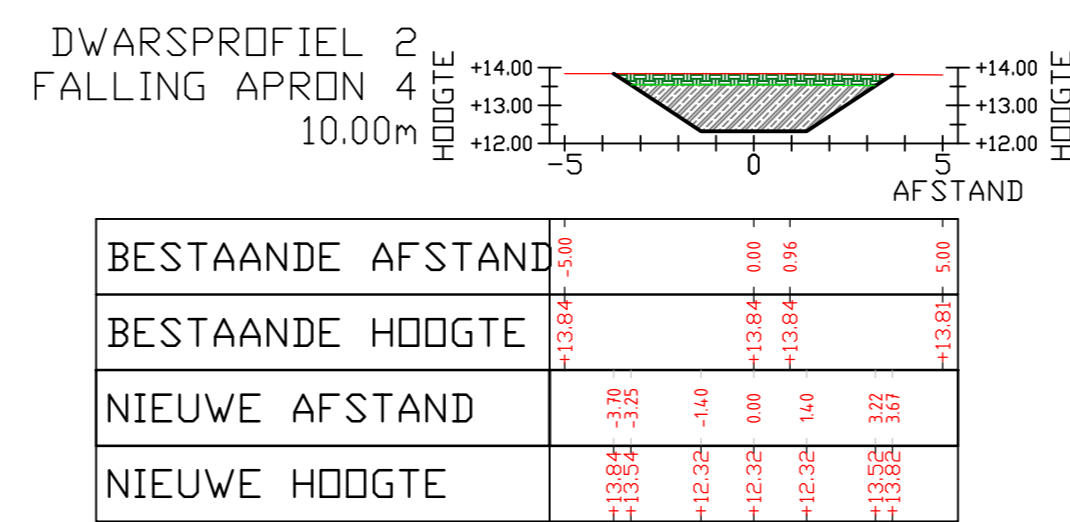 DWARSPROFIEL 2
FALLING APRON 4
10.00m
HOOGTE
+14.00
+13.00
+12.00
+14.00
+13.00
+12.00
HOOGTE
-5 0 5
AFSTAND
BESTAANDE AFSTAND -5.00 0.00 0.96 5.00
BESTAANDE HOOGTE +13.84 +13.84 +13.84 +13.81
NIEUWE AFSTAND -3.70 -3.25 -1.40 0.00 1.40 3.22 3.67
NIEUWE HOOGTE +13.84 +13.54 +12.32 +12.32 +12.32 +13.52 +13.82